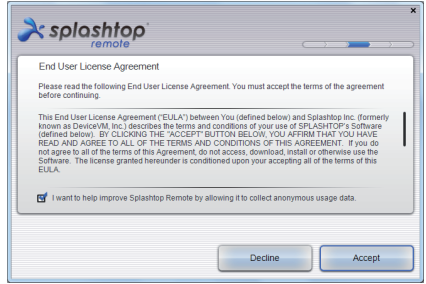 splashtop
remote
End User License Agreement
Please read the following End User License Agreement. You must accept the terms of the agreement
before continuing.
This End User License Agreement ("EULA") between You (defined below) and Splashtop Inc. (formerly
known as DeviceVM, Inc.) describes the terms and conditions of your use of SPLASHTOP'S Software
(defined below). BY CLICKING THE "ACCEPT" BUTTON BELOW, YOU AFFIRM THAT YOU HAVE
READ AND AGREE TO ALL OF THE TERMS AND CONDITIONS OF THIS AGREEMENT. If you do
not agree to all of the terms of this Agreement, do not access, download, install or otherwise use the
Software. The license granted hereunder is conditioned upon your accepting all of the terms of this
EULA.
I want to help improve Splashtop Remote by allowing it to collect anonymous usage data.
Decline
Accept